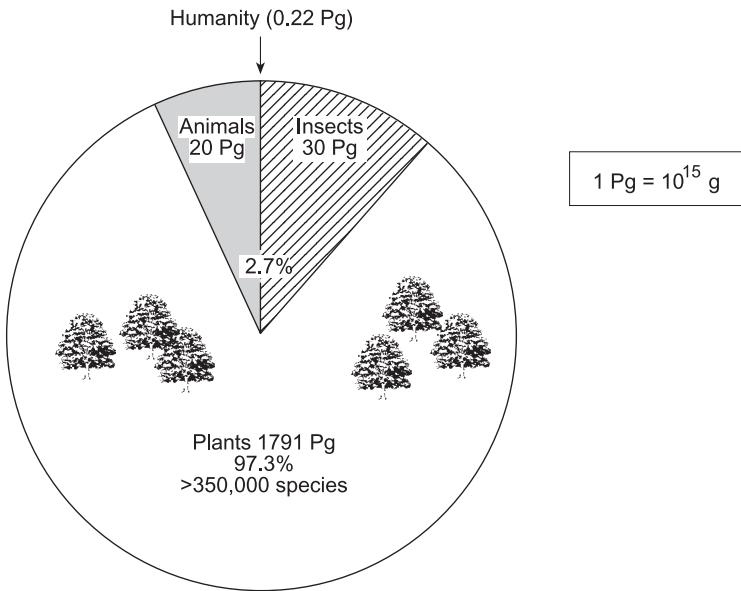 Humanity (0.22 Pg)
Animals
20 Pg
Insects
30 Pg
1 Pg = 10¹⁵ g
2.7%
Plants 1791 Pg
97.3%
>350,000 species